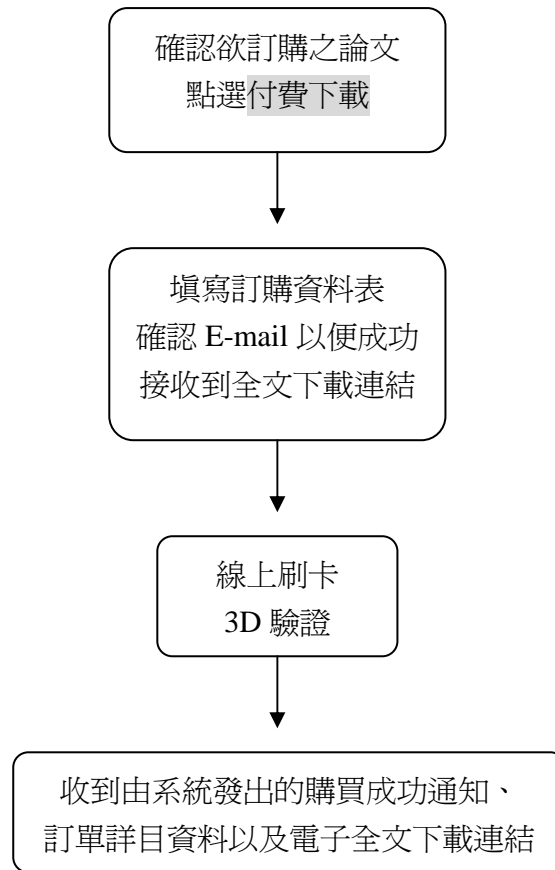 確認欲訂購之論文
點選付費下載
填寫訂購資料表
確認 E-mail 以便成功
接收到全文下載連結
線上刷卡
3D 驗證
收到由系統發出的購買成功通知、
訂單詳目資料以及電子全文下載連結